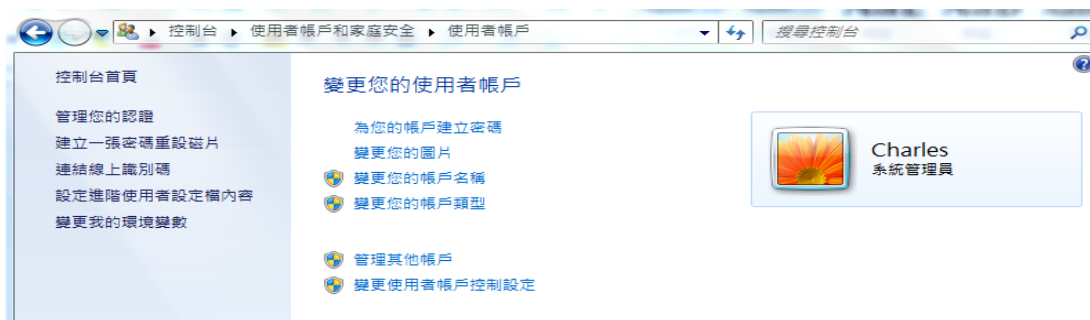 控制台 ▸ 使用者帳戶和家庭安全 ▸ 使用者帳戶
搜尋控制台
控制台首頁
管理您的認證
建立一張密碼重設磁片
連結線上識別碼
設定進階使用者設定檔內容
變更我的環境變數
變更您的使用者帳戶
為您的帳戶建立密碼
變更您的圖片
變更您的帳戶名稱
變更您的帳戶類型
管理其他帳戶
變更使用者帳戶控制設定
Charles
系統管理員